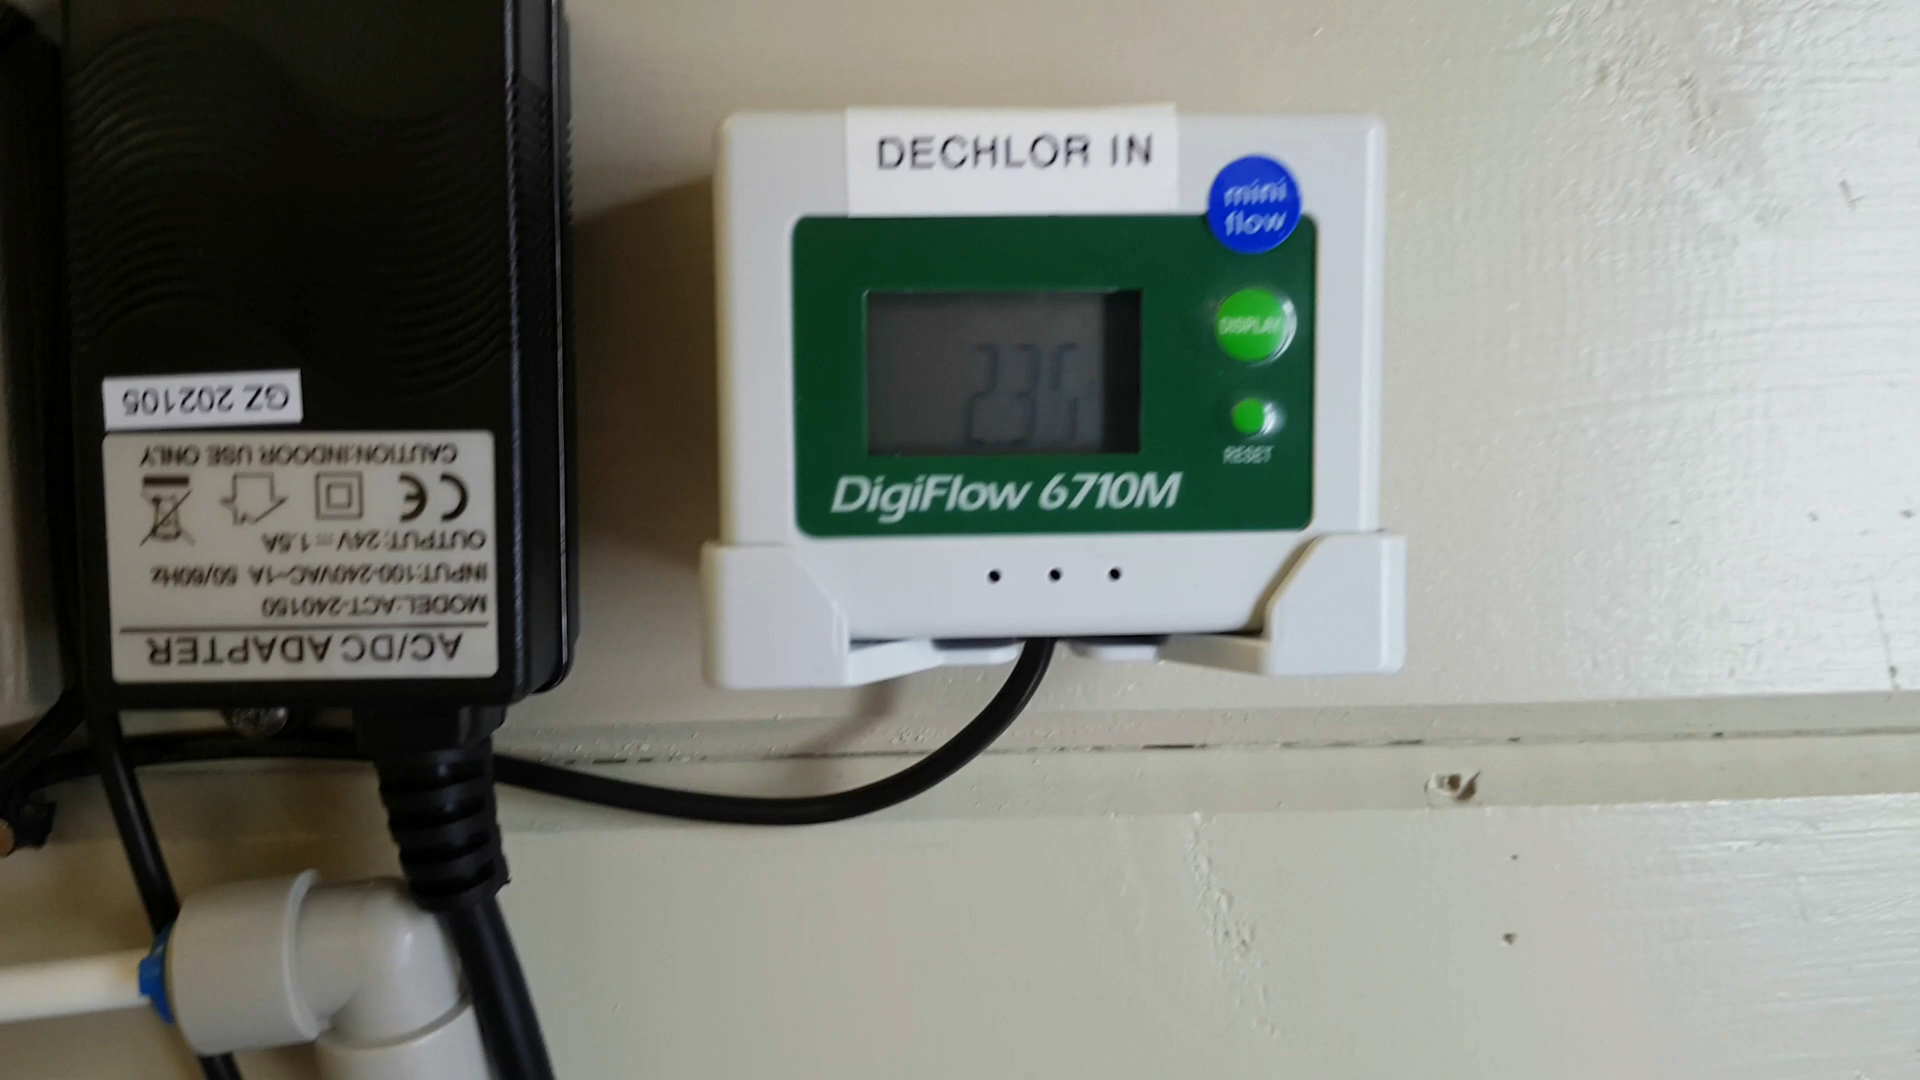 DECHLOR IN
mini
flow
DISPLAY
RESET
DigiFlow 6710M
AC/DC ADAPTER
MODEL:ACT-240150
INPUT:100-240VAC~1A 50/60Hz
OUTPUT:24V⎓1.5A
CE
CAUTION:INDOOR USE ONLY
GZ 202105